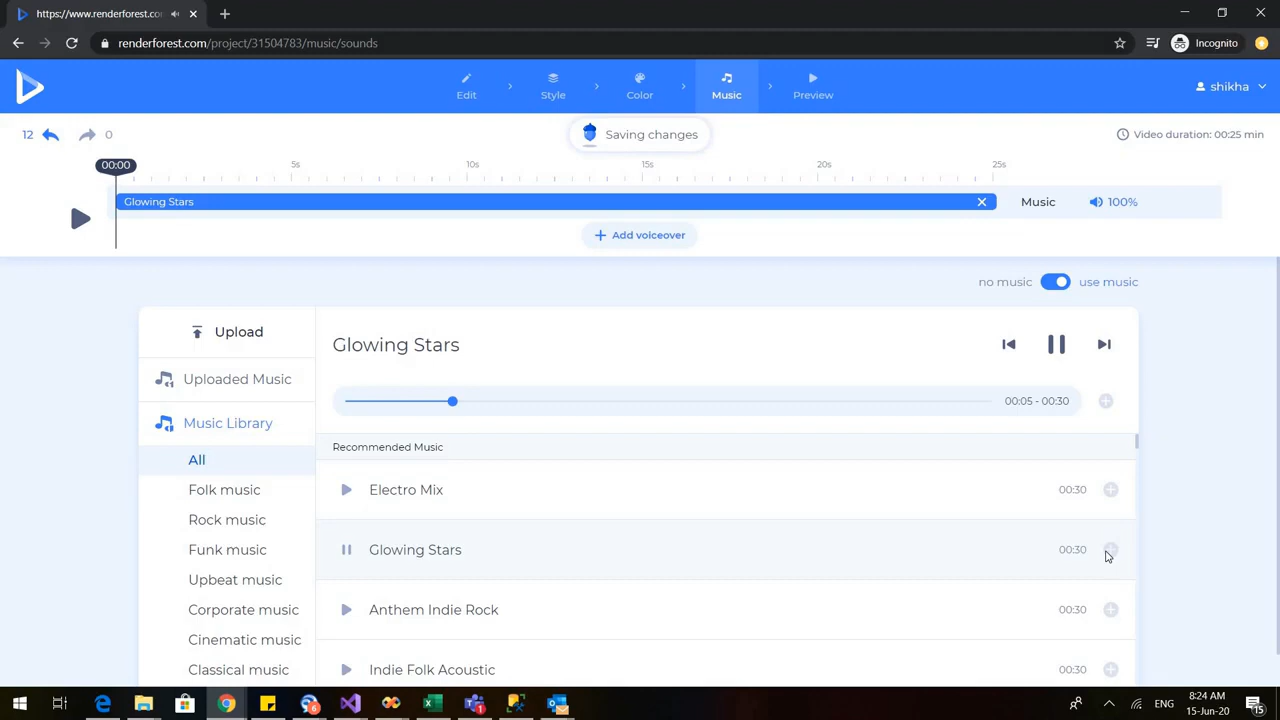 https://www.renderforest.con
renderforest.com/project/31504783/music/sounds
Incognito
Edit
Style
Color
Music
Preview
shikha
12
0
Saving changes
Video duration: 00:25 min
00:00
5s
10s
15s
20s
25s
Glowing Stars
Music
100%
Add voiceover
no music
use music
Upload
Glowing Stars
Uploaded Music
00:05 - 00:30
Music Library
Recommended Music
All
Folk music
Electro Mix
00:30
Rock music
Funk music
Glowing Stars
00:30
Upbeat music
Corporate music
Anthem Indie Rock
00:30
Cinematic music
Classical music
Indie Folk Acoustic
00:30
6
1
ENG
8:24 AM
15-Jun-20
15